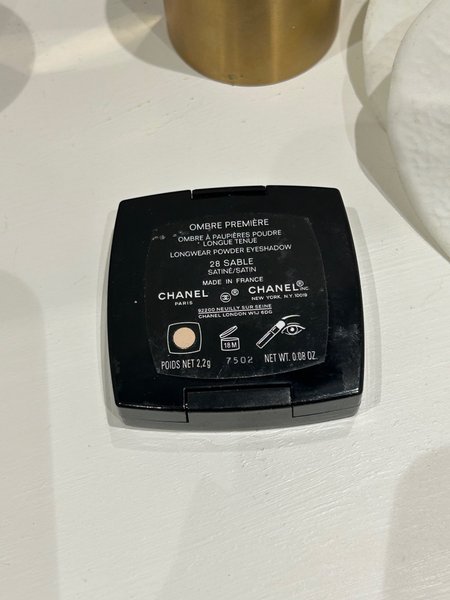 OMBRE PREMIÈRE
OMBRE À PAUPIÈRES POUDRE
LONGUE TENUE
LONGWEAR POWDER EYESHADOW
28 SABLE
SATINÉ/SATIN
MADE IN FRANCE
CHANEL ® CHANEL® INC
PARIS NEW YORK, N.Y. 10019
92200 NEUILLY SUR SEINE
CHANEL LONDON W1J 6DG
18 M
POIDS NET 2,2g 7502 NET WT. 0.08 OZ.